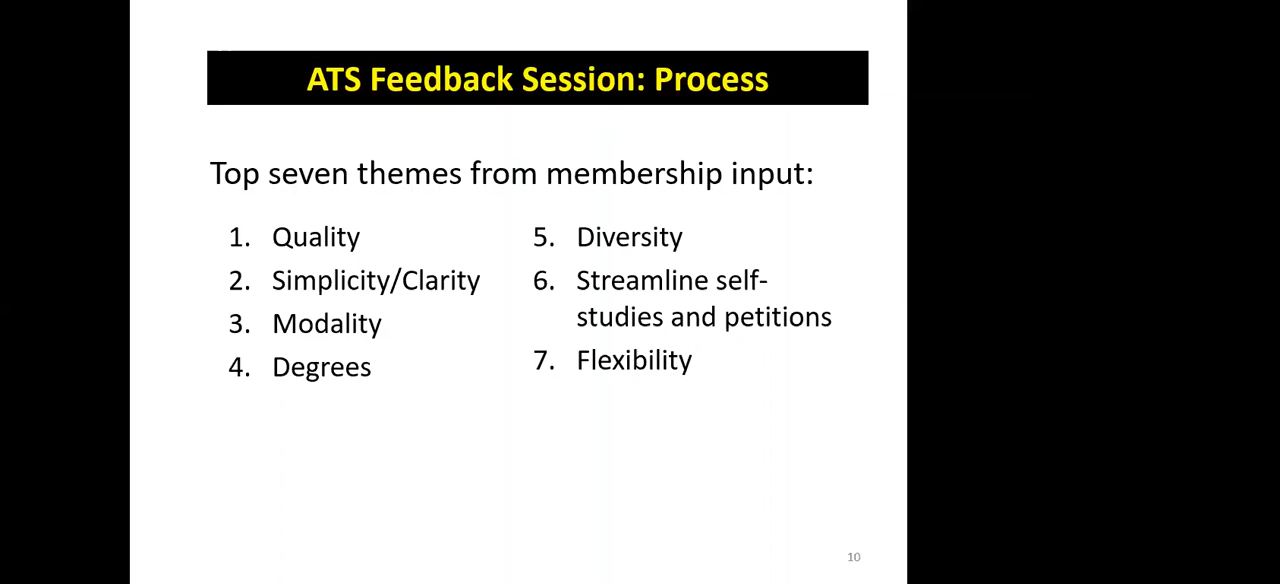 ATS Feedback Session: Process
Top seven themes from membership input:
1. Quality
2. Simplicity/Clarity
3. Modality
4. Degrees
5. Diversity
6. Streamline self-
studies and petitions
7. Flexibility
10